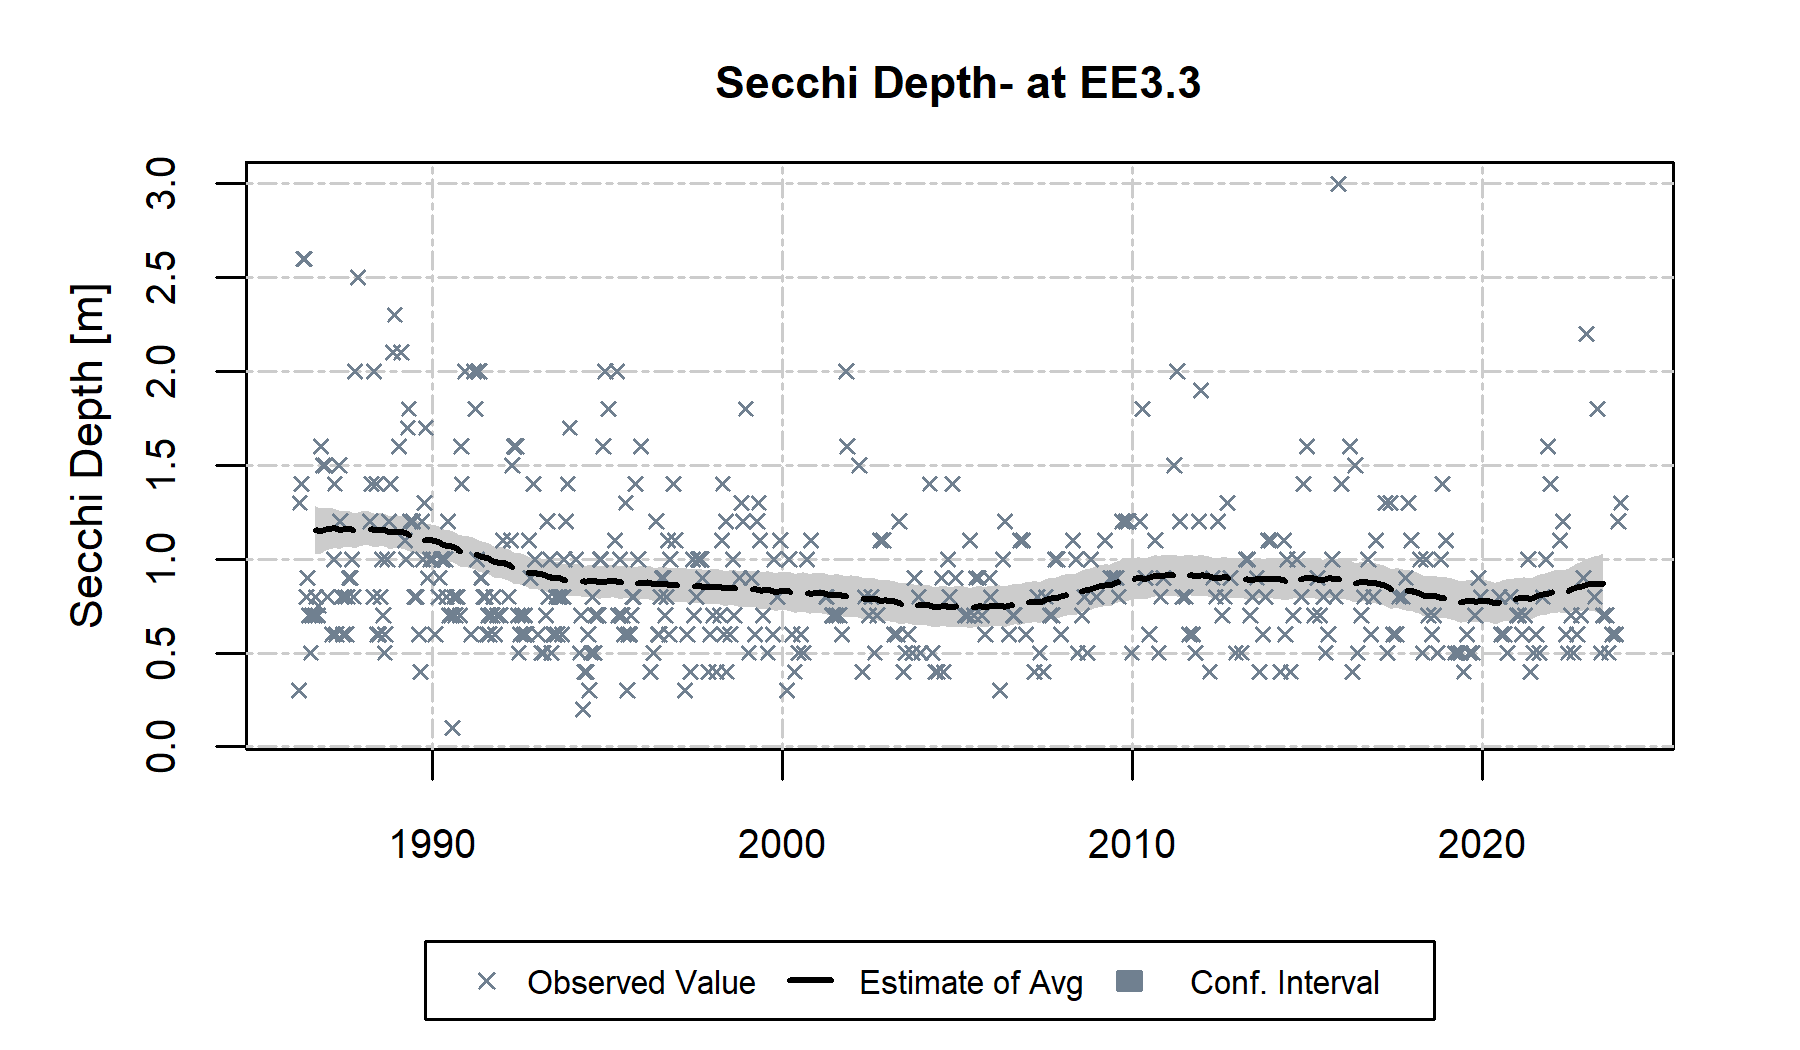 Secchi Depth- at EE3.3
Secchi Depth [m]
3.0
2.5
2.0
1.5
1.0
0.5
0.0
1990 2000 2010 2020
Observed Value Estimate of Avg Conf. Interval